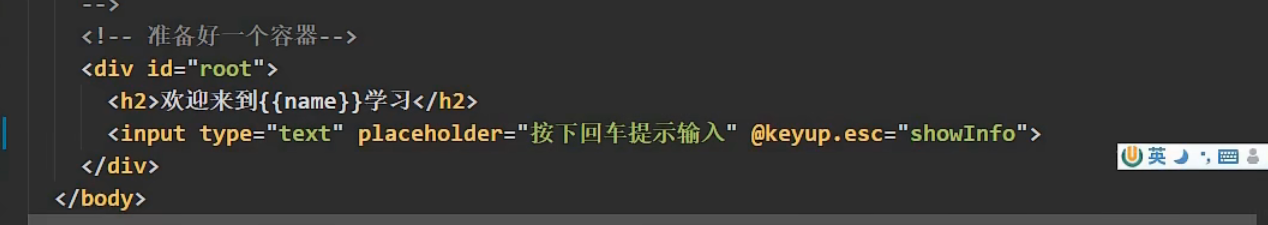 -->
<!-- 准备好一个容器-->
<div id="root">
<h2>欢迎来到{{name}}学习</h2>
<input type="text" placeholder="按下回车提示输入" @keyup.esc="showInfo">
</div>
</body>
英